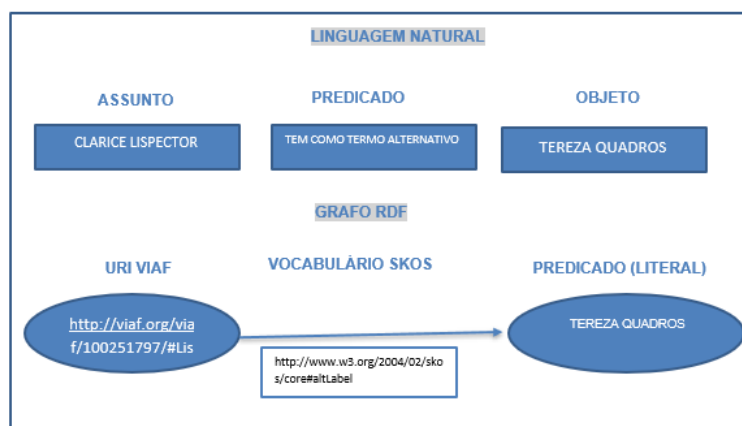 LINGUAGEM NATURAL
ASSUNTO PREDICADO OBJETO
CLARICE LISPECTOR TEM COMO TERMO ALTERNATIVO TEREZA QUADROS
GRAFO RDF
URI VIAF VOCABULÁRIO SKOS PREDICADO (LITERAL)
http://viaf.org/via
f/100251797/#Lis
TEREZA QUADROS
http://www.w3.org/2004/02/sko
s/core#altLabel